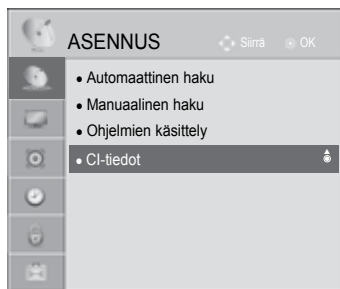 ASENNUS
Siirrä
OK
• Automaattinen haku
• Manuaalinen haku
• Ohjelmien käsittely
• CI-tiedot